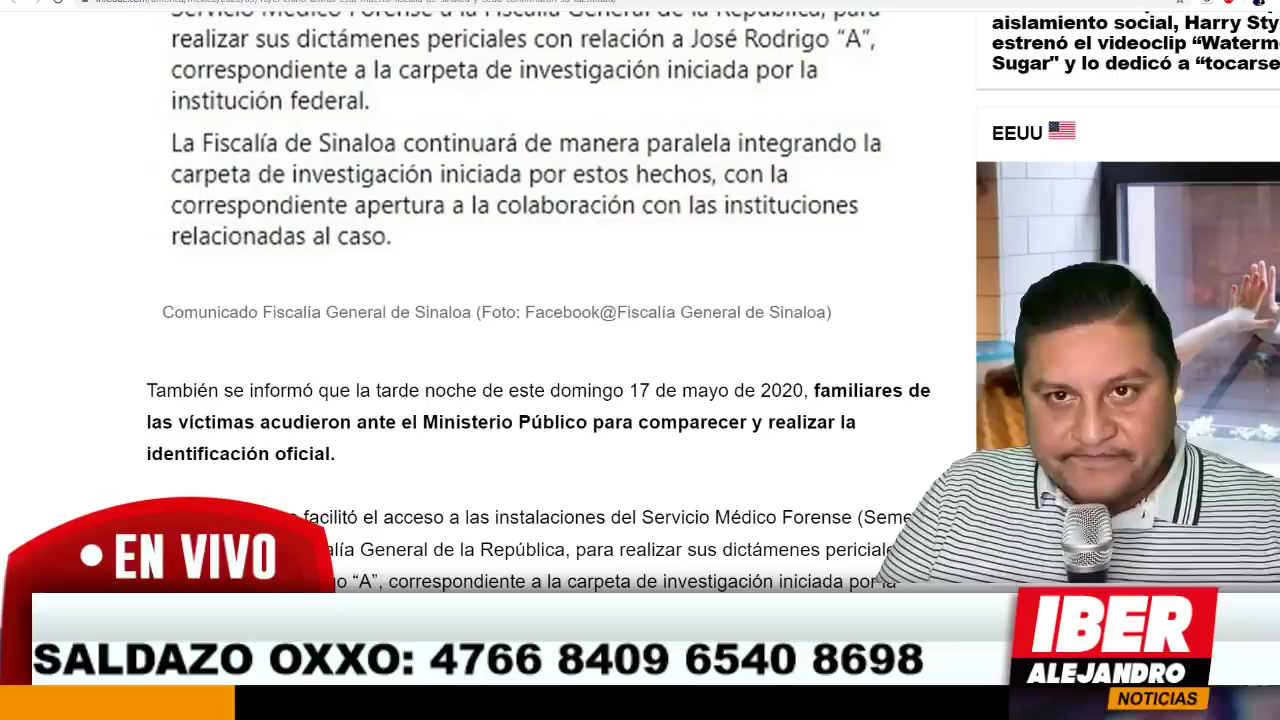 Servicio Médico Forense a la Fiscalía General de la República, para
realizar sus dictámenes periciales con relación a José Rodrigo “A”,
correspondiente a la carpeta de investigación iniciada por la
institución federal.
La Fiscalía de Sinaloa continuará de manera paralela integrando la
carpeta de investigación iniciada por estos hechos, con la
correspondiente apertura a la colaboración con las instituciones
relacionadas al caso.
Comunicado Fiscalía General de Sinaloa (Foto: Facebook@Fiscalía General de Sinaloa)
También se informó que la tarde noche de este domingo 17 de mayo de 2020, familiares de
las víctimas acudieron ante el Ministerio Público para comparecer y realizar la
identificación oficial.
facilitó el acceso a las instalaciones del Servicio Médico Forense (Seme
alía General de la República, para realizar sus dictámenes periciale
“A”, correspondiente a la carpeta de investigación iniciada por la
aislamiento social, Harry Sty
estrenó el videoclip “Waterm
Sugar" y lo dedicó a “tocarse
EEUU
EN VIVO
SALDAZO OXXO: 4766 8409 6540 8698
IBER
ALEJANDRO
NOTICIAS